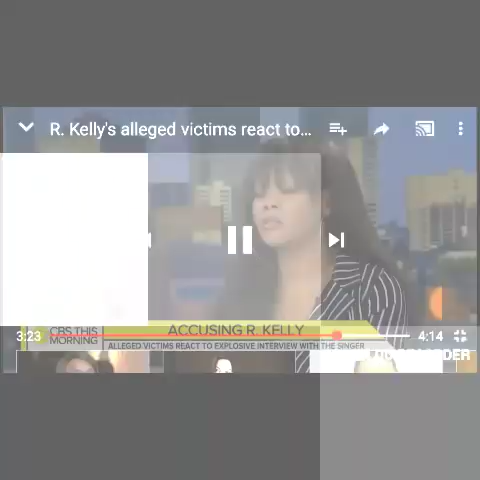 R. Kelly's alleged victims react to...
3:23
4:14
CBS THIS
MORNING
ACCUSING R. KELLY
ALLEGED VICTIMS REACT TO EXPLOSIVE INTERVIEW WITH THE SINGER